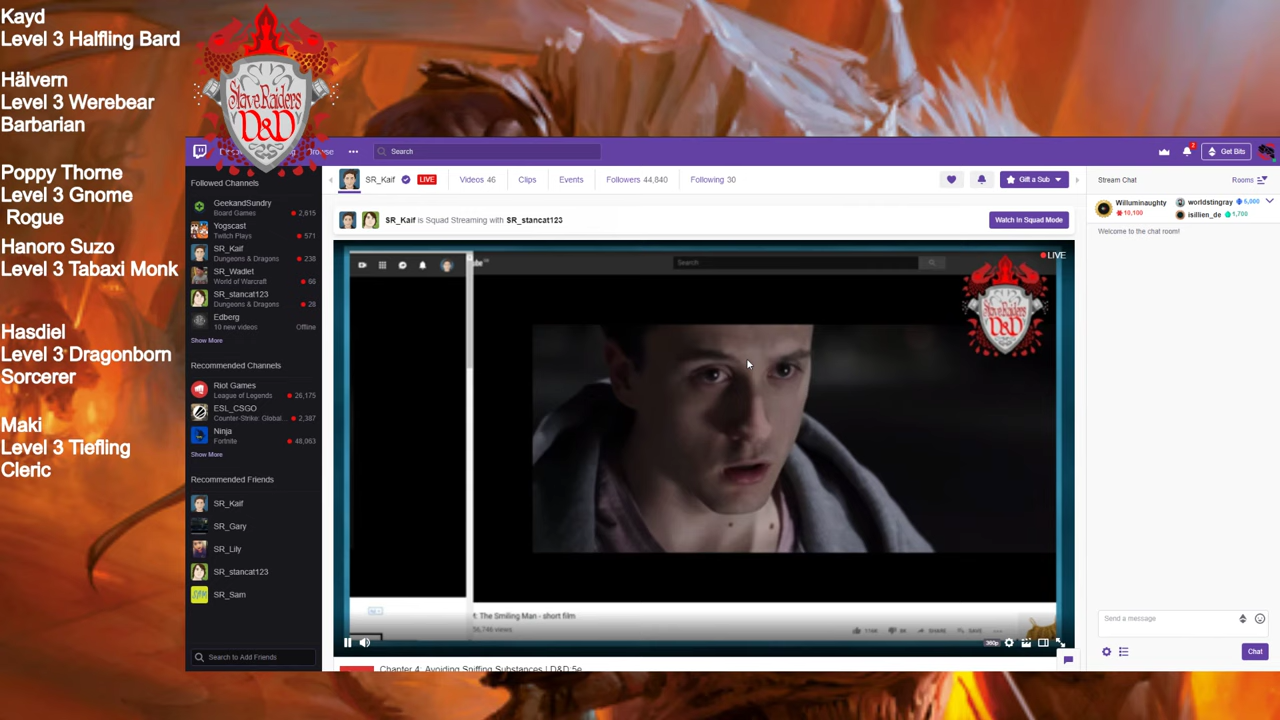 Kayd
Level 3 Halfling Bard
Hälvern
Level 3 Werebear
Barbarian
Poppy Thorne
Level 3 Gnome
Rogue
Hanoro Suzo
Level 3 Tabaxi Monk
Hasdiel
Level 3 Dragonborn
Sorcerer
Maki
Level 3 Tiefling
Cleric
Slave Raiders
D&D
Search
2
Get Bits
Followed Channels
GeekandSundry
Board Games
2,615
Yogscast
Twitch Plays
571
SR_Kaif
Dungeons & Dragons
238
SR_Wadlet
World of Warcraft
66
SR_stancat123
Dungeons & Dragons
28
Edberg
10 new videos
Offline
Show More
Recommended Channels
Riot Games
League of Legends
26,175
ESL_CSGO
Counter-Strike: Global...
2,387
Ninja
Fortnite
48,063
Show More
Recommended Friends
SR_Kaif
SR_Gary
SR_Lily
SR_stancat123
SR_Sam
Search to Add Friends
SR_Kaif
LIVE
Videos 46
Clips
Events
Followers 44,840
Following 30
Gift a Sub
SR_Kaif is Squad Streaming with SR_stancat123
Watch in Squad Mode
LIVE
Search
Slave Raiders
D&D
The Smiling Man - short film
views
SHARE
SAVE
360p
Chapter 4: Avoiding Sniffing Substances | D&D 5e
Stream Chat
Rooms
Willuminaughty
10,100
worldstingray 5,000
isilien_de 1,700
Welcome to the chat room!
Send a message
Chat